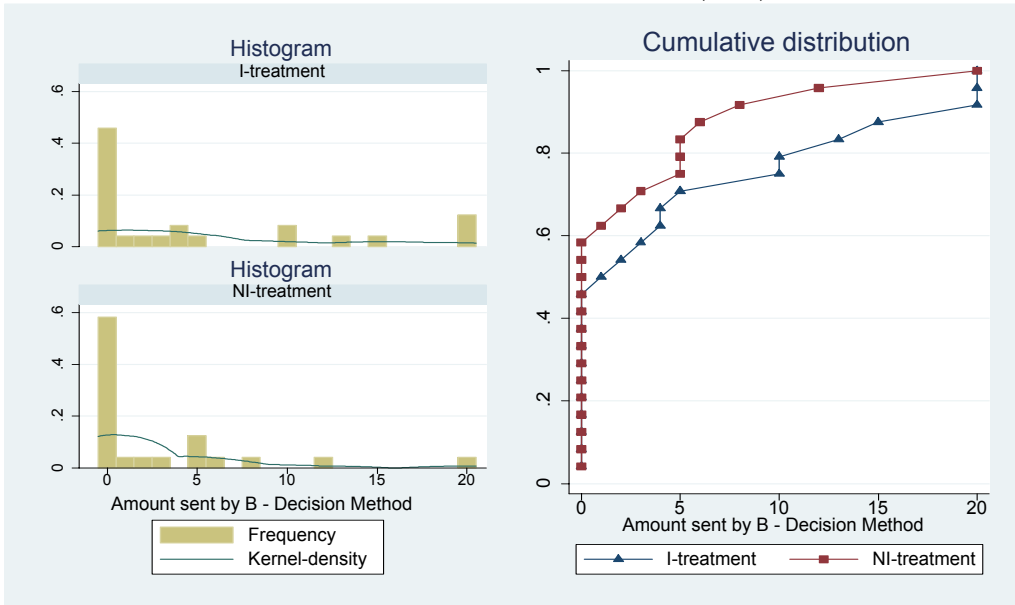 Histogram
I-treatment
.6
.4
.2
0
Histogram
NI-treatment
.6
.4
.2
0
0 5 10 15 20
Amount sent by B - Decision Method
Frequency
Kernel-density
Cumulative distribution
1
.8
.6
.4
.2
0
0 5 10 15 20
Amount sent by B - Decision Method
I-treatment NI-treatment